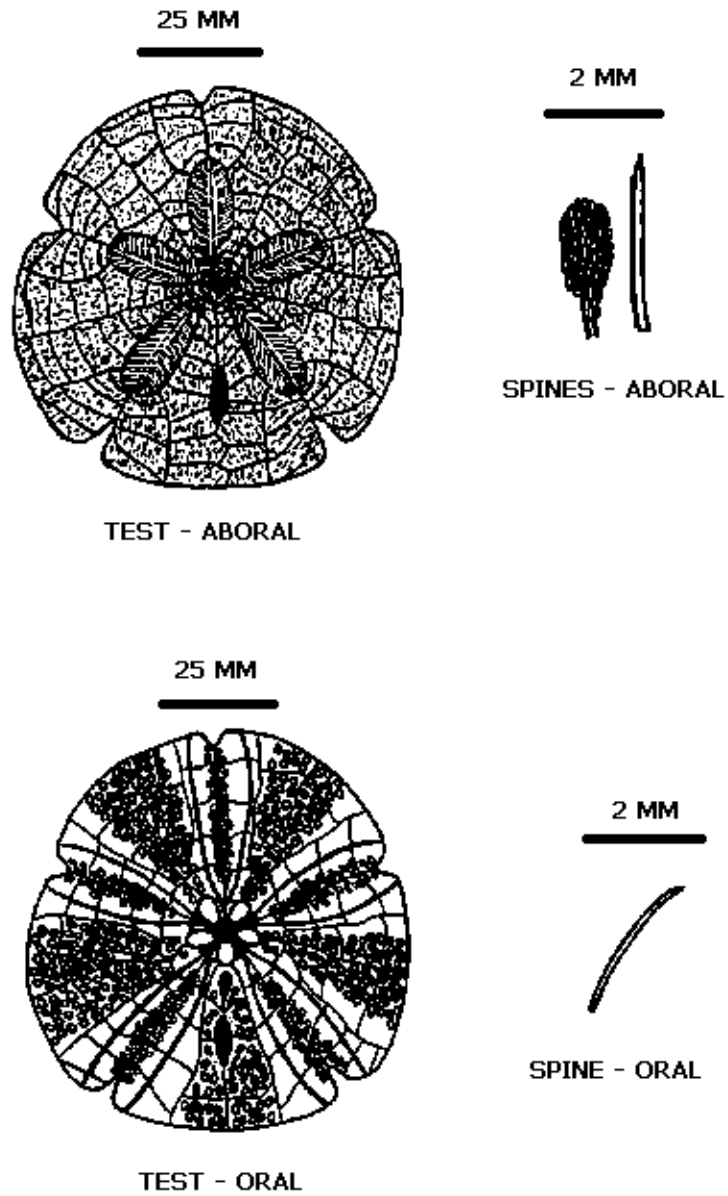 25 MM
2 MM
SPINES - ABORAL
TEST - ABORAL
25 MM
2 MM
SPINE - ORAL
TEST - ORAL